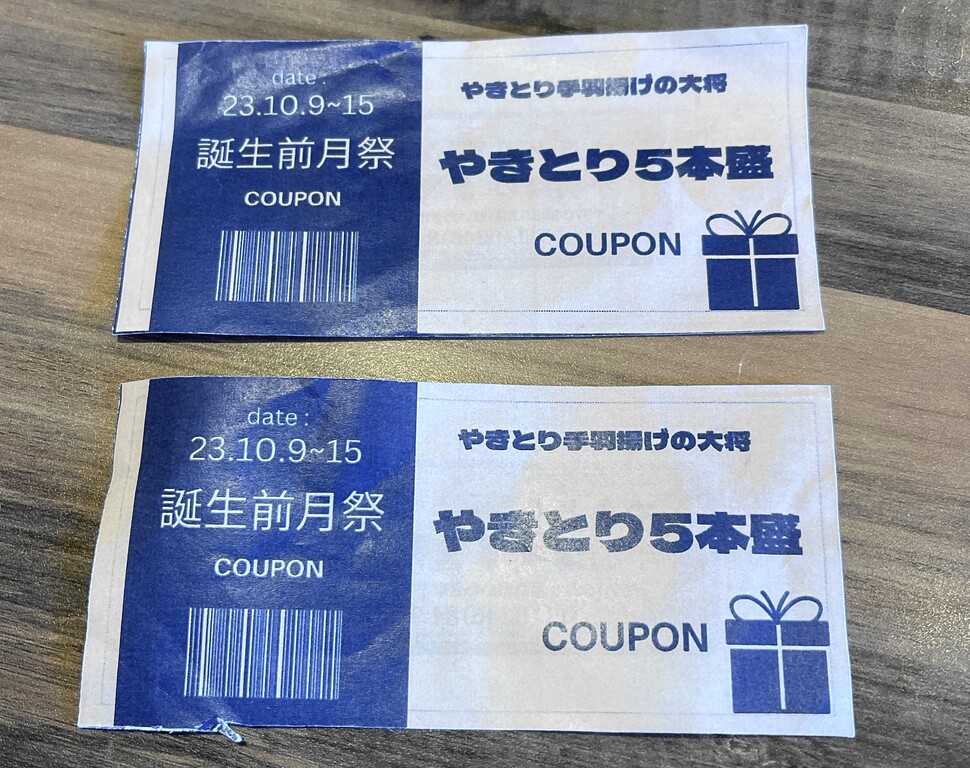 date :
23.10.9~15
誕生前月祭
COUPON
やきとり手羽揚げの大将
やきとり5本盛
COUPON
date :
23.10.9~15
誕生前月祭
COUPON
やきとり手羽揚げの大将
やきとり5本盛
COUPON